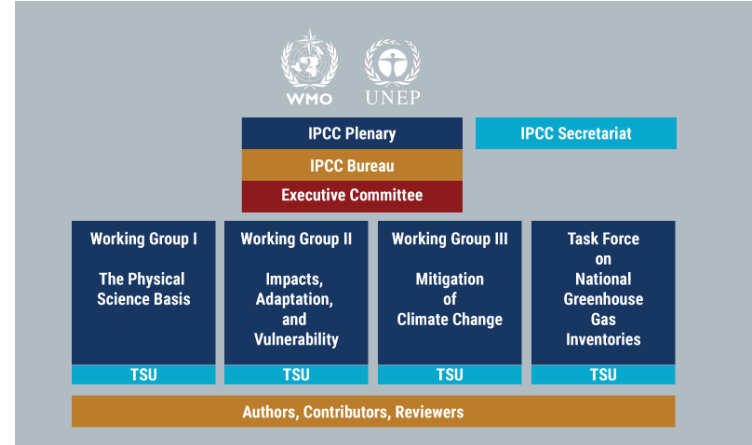 WMO
UNEP
IPCC Plenary
IPCC Secretariat
IPCC Bureau
Executive Committee
Working Group I
The Physical
Science Basis
TSU
Working Group II
Impacts,
Adaptation,
and
Vulnerability
TSU
Working Group III
Mitigation
of
Climate Change
TSU
Task Force
on
National
Greenhouse
Gas
Inventories
TSU
Authors, Contributors, Reviewers